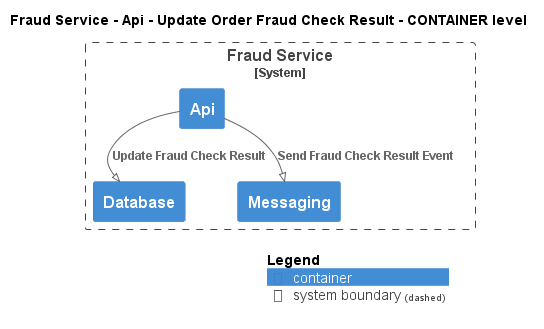 Fraud Service - Api - Update Order Fraud Check Result - CONTAINER level
Fraud Service
[System]
Api
Update Fraud Check Result
Send Fraud Check Result Event
Database
Messaging
Legend
container
system boundary (dashed)